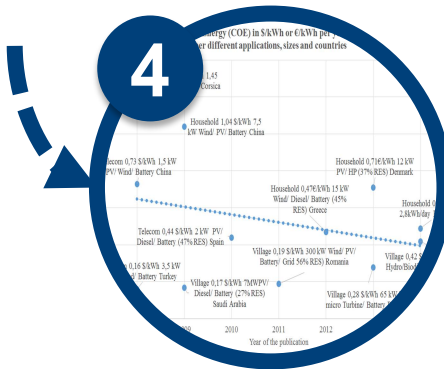 4
ergy (COE) in $/kWh or €/kWh per y
er different applications, sizes and countries
1,45
Corsica
Household 1,04 $/kWh 7,5
kW Wind/ PV/ Battery China
lecom 0,73 $/kWh 1,5 kW
PV/ Wind/ Battery China
Household 0,71€/kWh 12 kW
PV/ HP (37% RES) Denmark
Household 0,47€/kWh 15 kW
Wind/ Diesel/ Battery (45%
RES) Greece
Household 0
2,8kWh/day
Telecom 0,44 $/kWh 2 kW PV/
Diesel/ Battery (47% RES) Spain
Village 0,19 $/kWh 300 kW Wind/ PV/
Battery/ Grid 56% RES) Romania
Village 0,42 $
Hydro/Biod
0,16 $/kWh 3,5 kW
d/ Battery Turkey
Village 0,17 $/kWh 7MWPV/
Diesel/ Battery (27% RES)
Saudi Arabia
Village 0,28 $/kWh 65 k
micro Turbine/ Battery
09 2010 2011 2012
Year of the publication